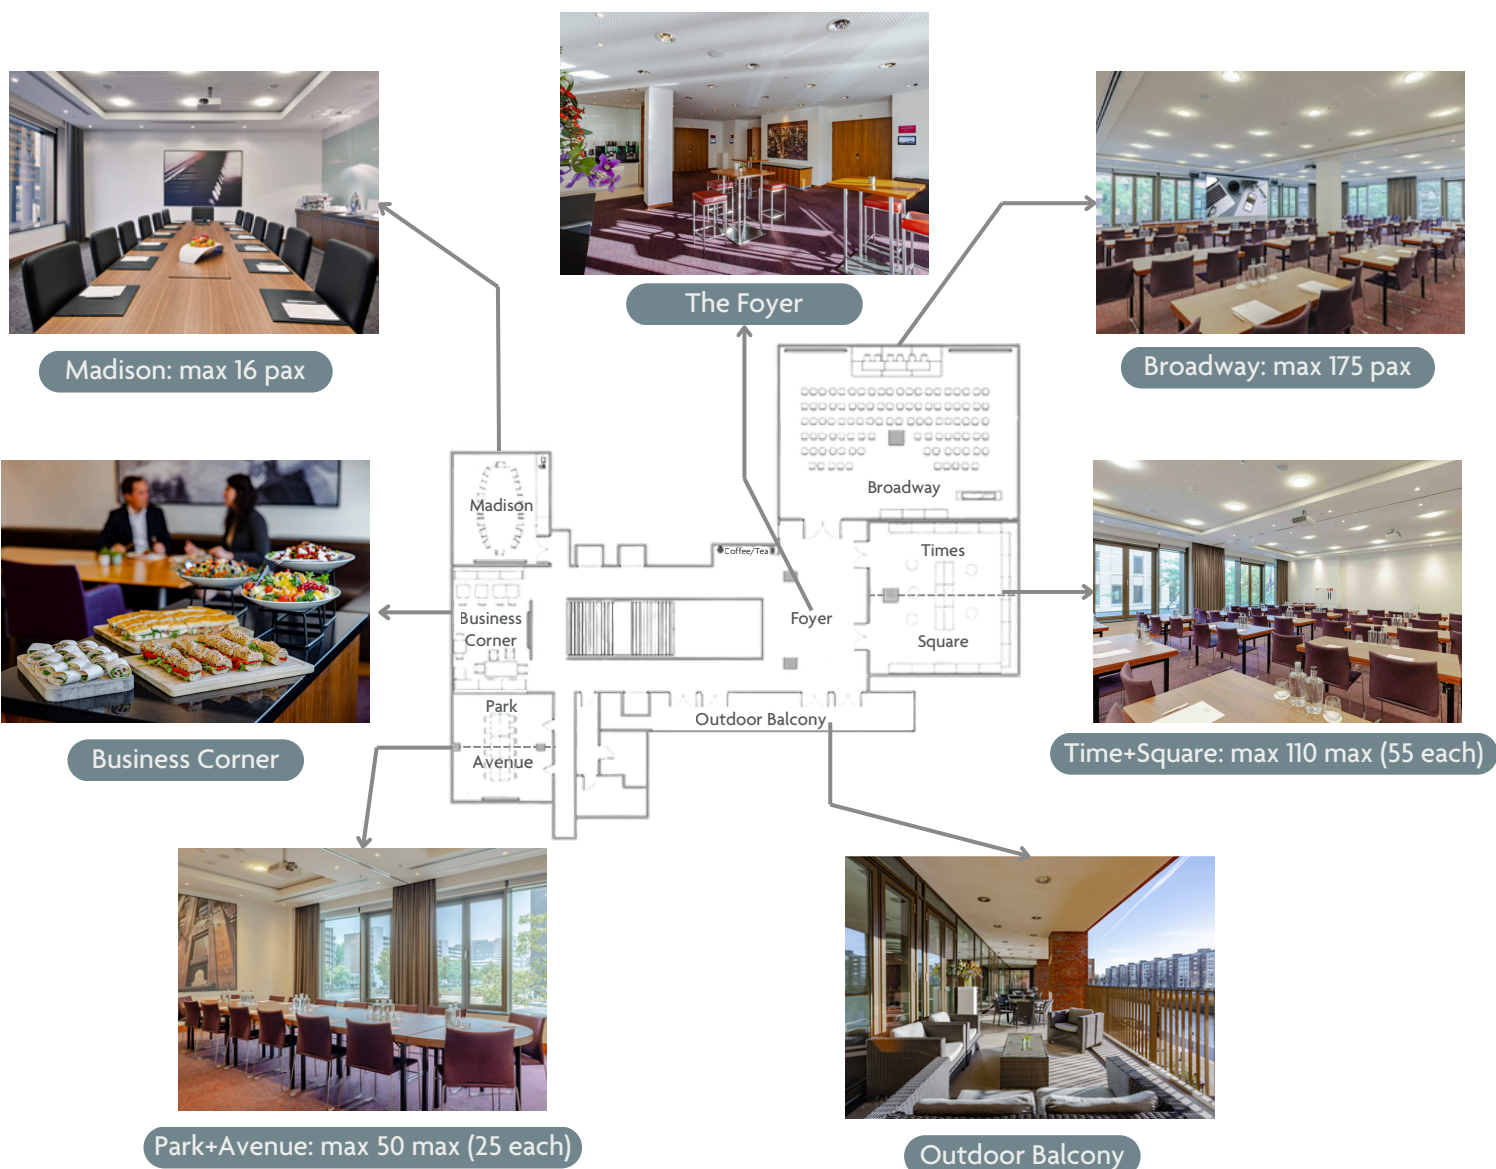 The Foyer
Madison: max 16 pax
Broadway: max 175 pax
Madison
Broadway
Coffee/Tea
Times
Business
Corner
Foyer
Square
Park
Outdoor Balcony
Avenue
Business Corner
Time+Square: max 110 max (55 each)
Park+Avenue: max 50 max (25 each)
Outdoor Balcony